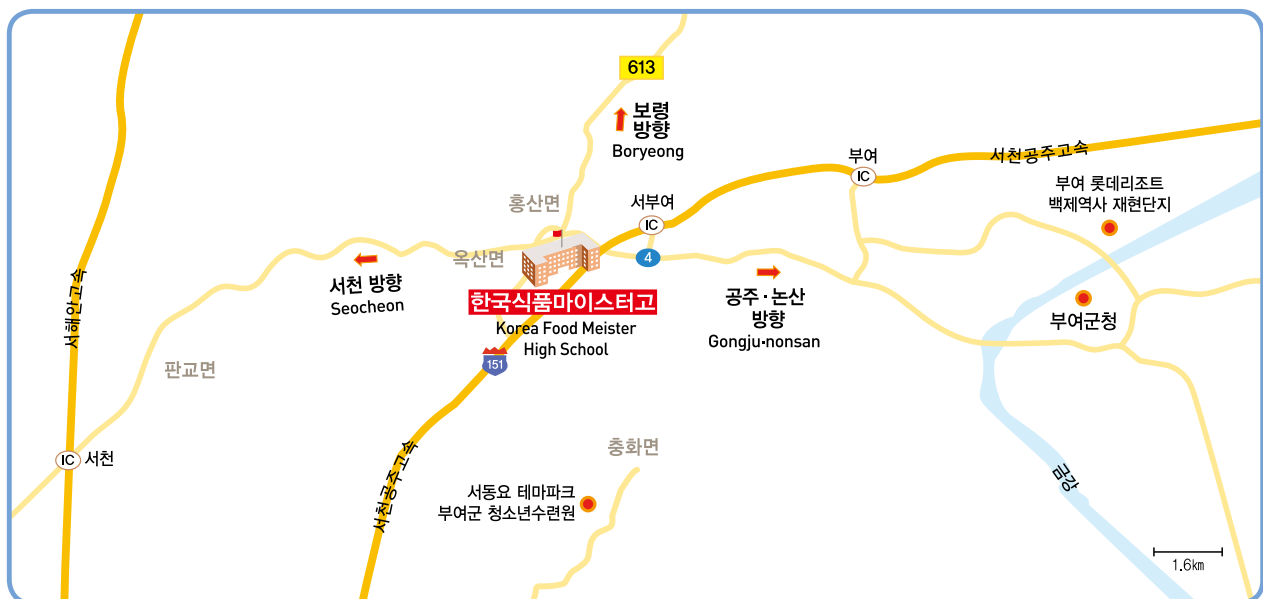 613
보령
방향
Boryeong
서천공주고속
부여
IC
부여 롯데리조트
백제역사 재현단지
홍산면
서부여
IC
옥산면
4
서천 방향
Seocheon
한국식품마이스터고
Korea Food Meister
High School
151
공주·논산
방향
Gongju·nonsan
부여군청
서해안고속
판교면
IC 서천
서천공주고속
충화면
서동요 테마파크
부여군 청소년수련원
금강
1.6㎞